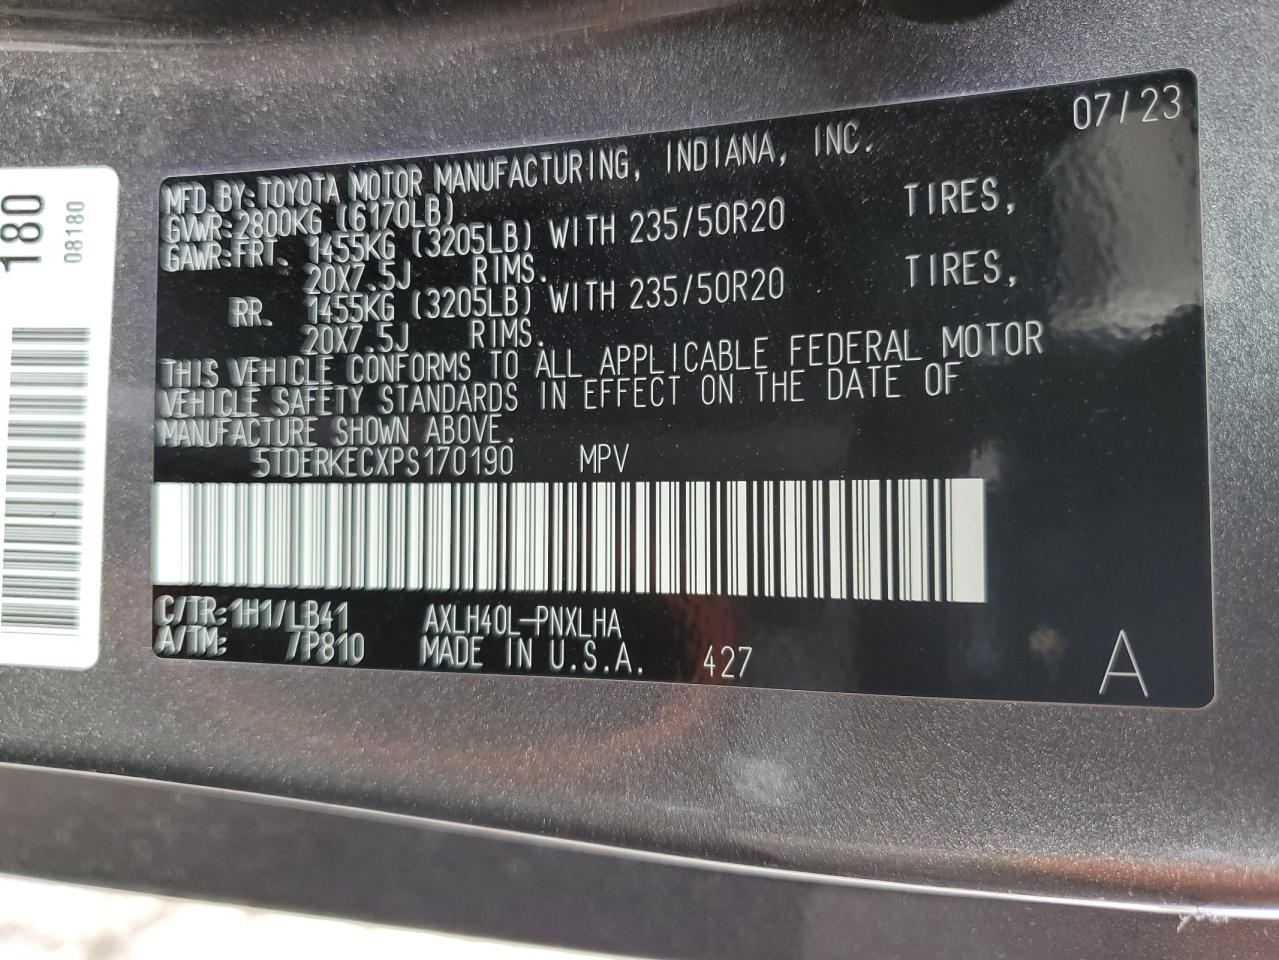 180
08180
07/23
MFD.BY:TOYOTA MOTOR MANUFACTURING, INDIANA, INC.
GVWR:2800KG (6170LB)
GAWR:FRT. 1455KG (3205LB) WITH 235/50R20 TIRES,
20X7.5J RIMS.
RR. 1455KG (3205LB) WITH 235/50R20 TIRES,
20X7.5J RIMS.
THIS VEHICLE CONFORMS TO ALL APPLICABLE FEDERAL MOTOR
VEHICLE SAFETY STANDARDS IN EFFECT ON THE DATE OF
MANUFACTURE SHOWN ABOVE.
5TDERKECXPS170190 MPV
C/TR:1H1/LB41 AXLH40L-PNXLHA
A/TM: /P810 MADE IN U.S.A. 427
A